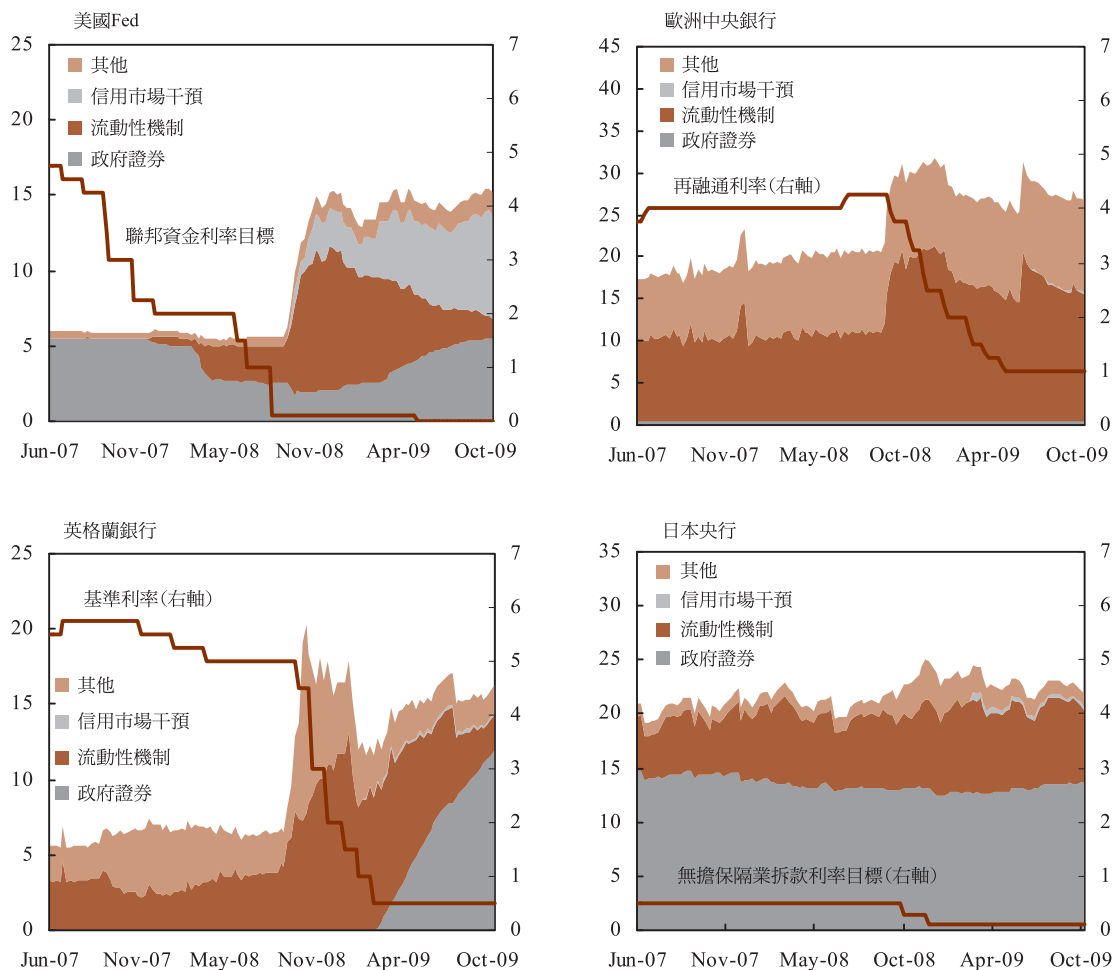 美國Fed
25
20
15
10
5
0
7
6
5
4
3
2
1
0
其他
信用市場干預
流動性機制
政府證券
聯邦資金利率目標
Jun-07 Nov-07 May-08 Nov-08 Apr-09 Oct-09
歐洲中央銀行
45
40
35
30
25
20
15
10
5
0
7
6
5
4
3
2
1
0
其他
信用市場干預
流動性機制
政府證券
再融通利率(右軸)
Jun-07 Nov-07 May-08 Oct-08 Apr-09 Oct-09
英格蘭銀行
25
20
15
10
5
0
7
6
5
4
3
2
1
0
基準利率(右軸)
其他
信用市場干預
流動性機制
政府證券
Jun-07 Nov-07 May-08 Nov-08 Apr-09 Oct-09
日本央行
35
30
25
20
15
10
5
0
7
6
5
4
3
2
1
0
其他
信用市場干預
流動性機制
政府證券
無擔保隔業拆款利率目標(右軸)
Jun-07 Nov-07 May-08 Oct-08 Apr-09 Oct-09